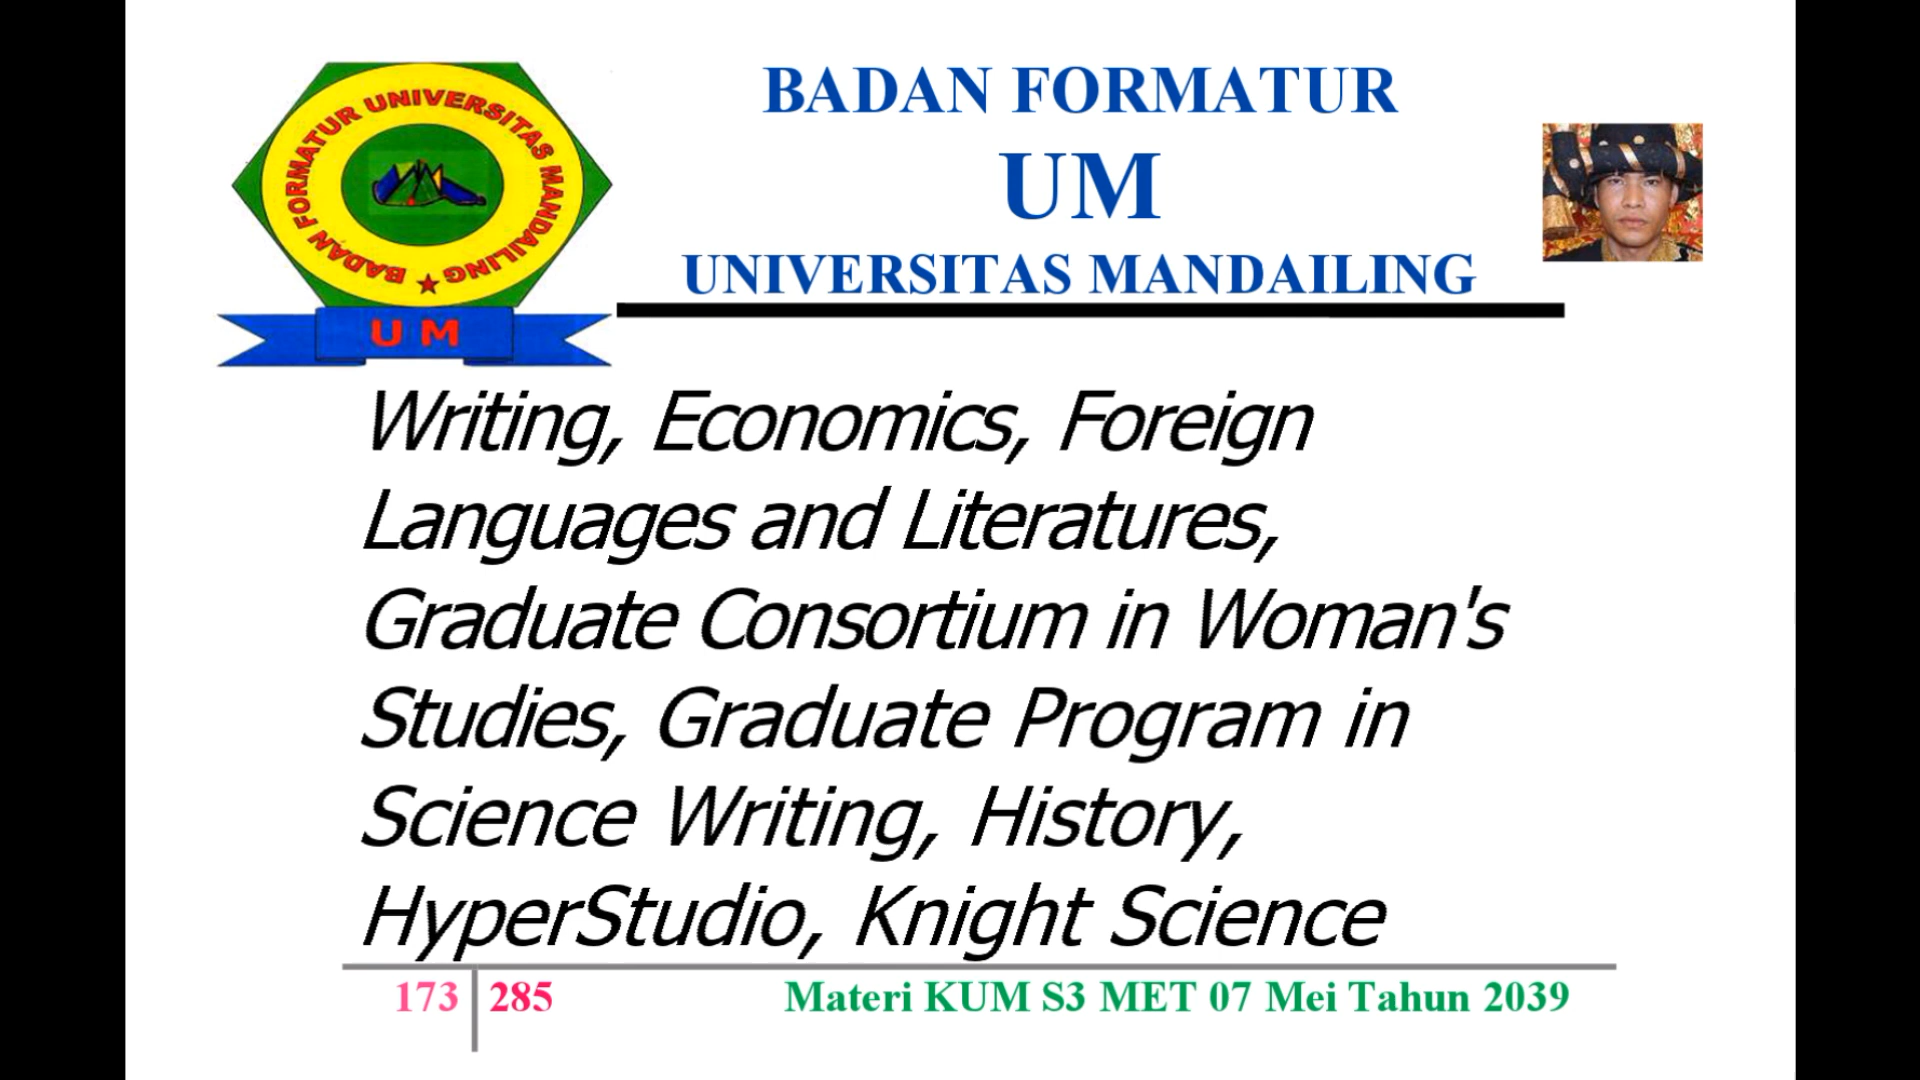 BADAN FORMATUR UNIVERSITAS MANDAILING
U M
BADAN FORMATUR
UM
UNIVERSITAS MANDAILING
Writing, Economics, Foreign
Languages and Literatures,
Graduate Consortium in Woman's
Studies, Graduate Program in
Science Writing, History,
HyperStudio, Knight Science
173 285 Materi KUM S3 MET 07 Mei Tahun 2039